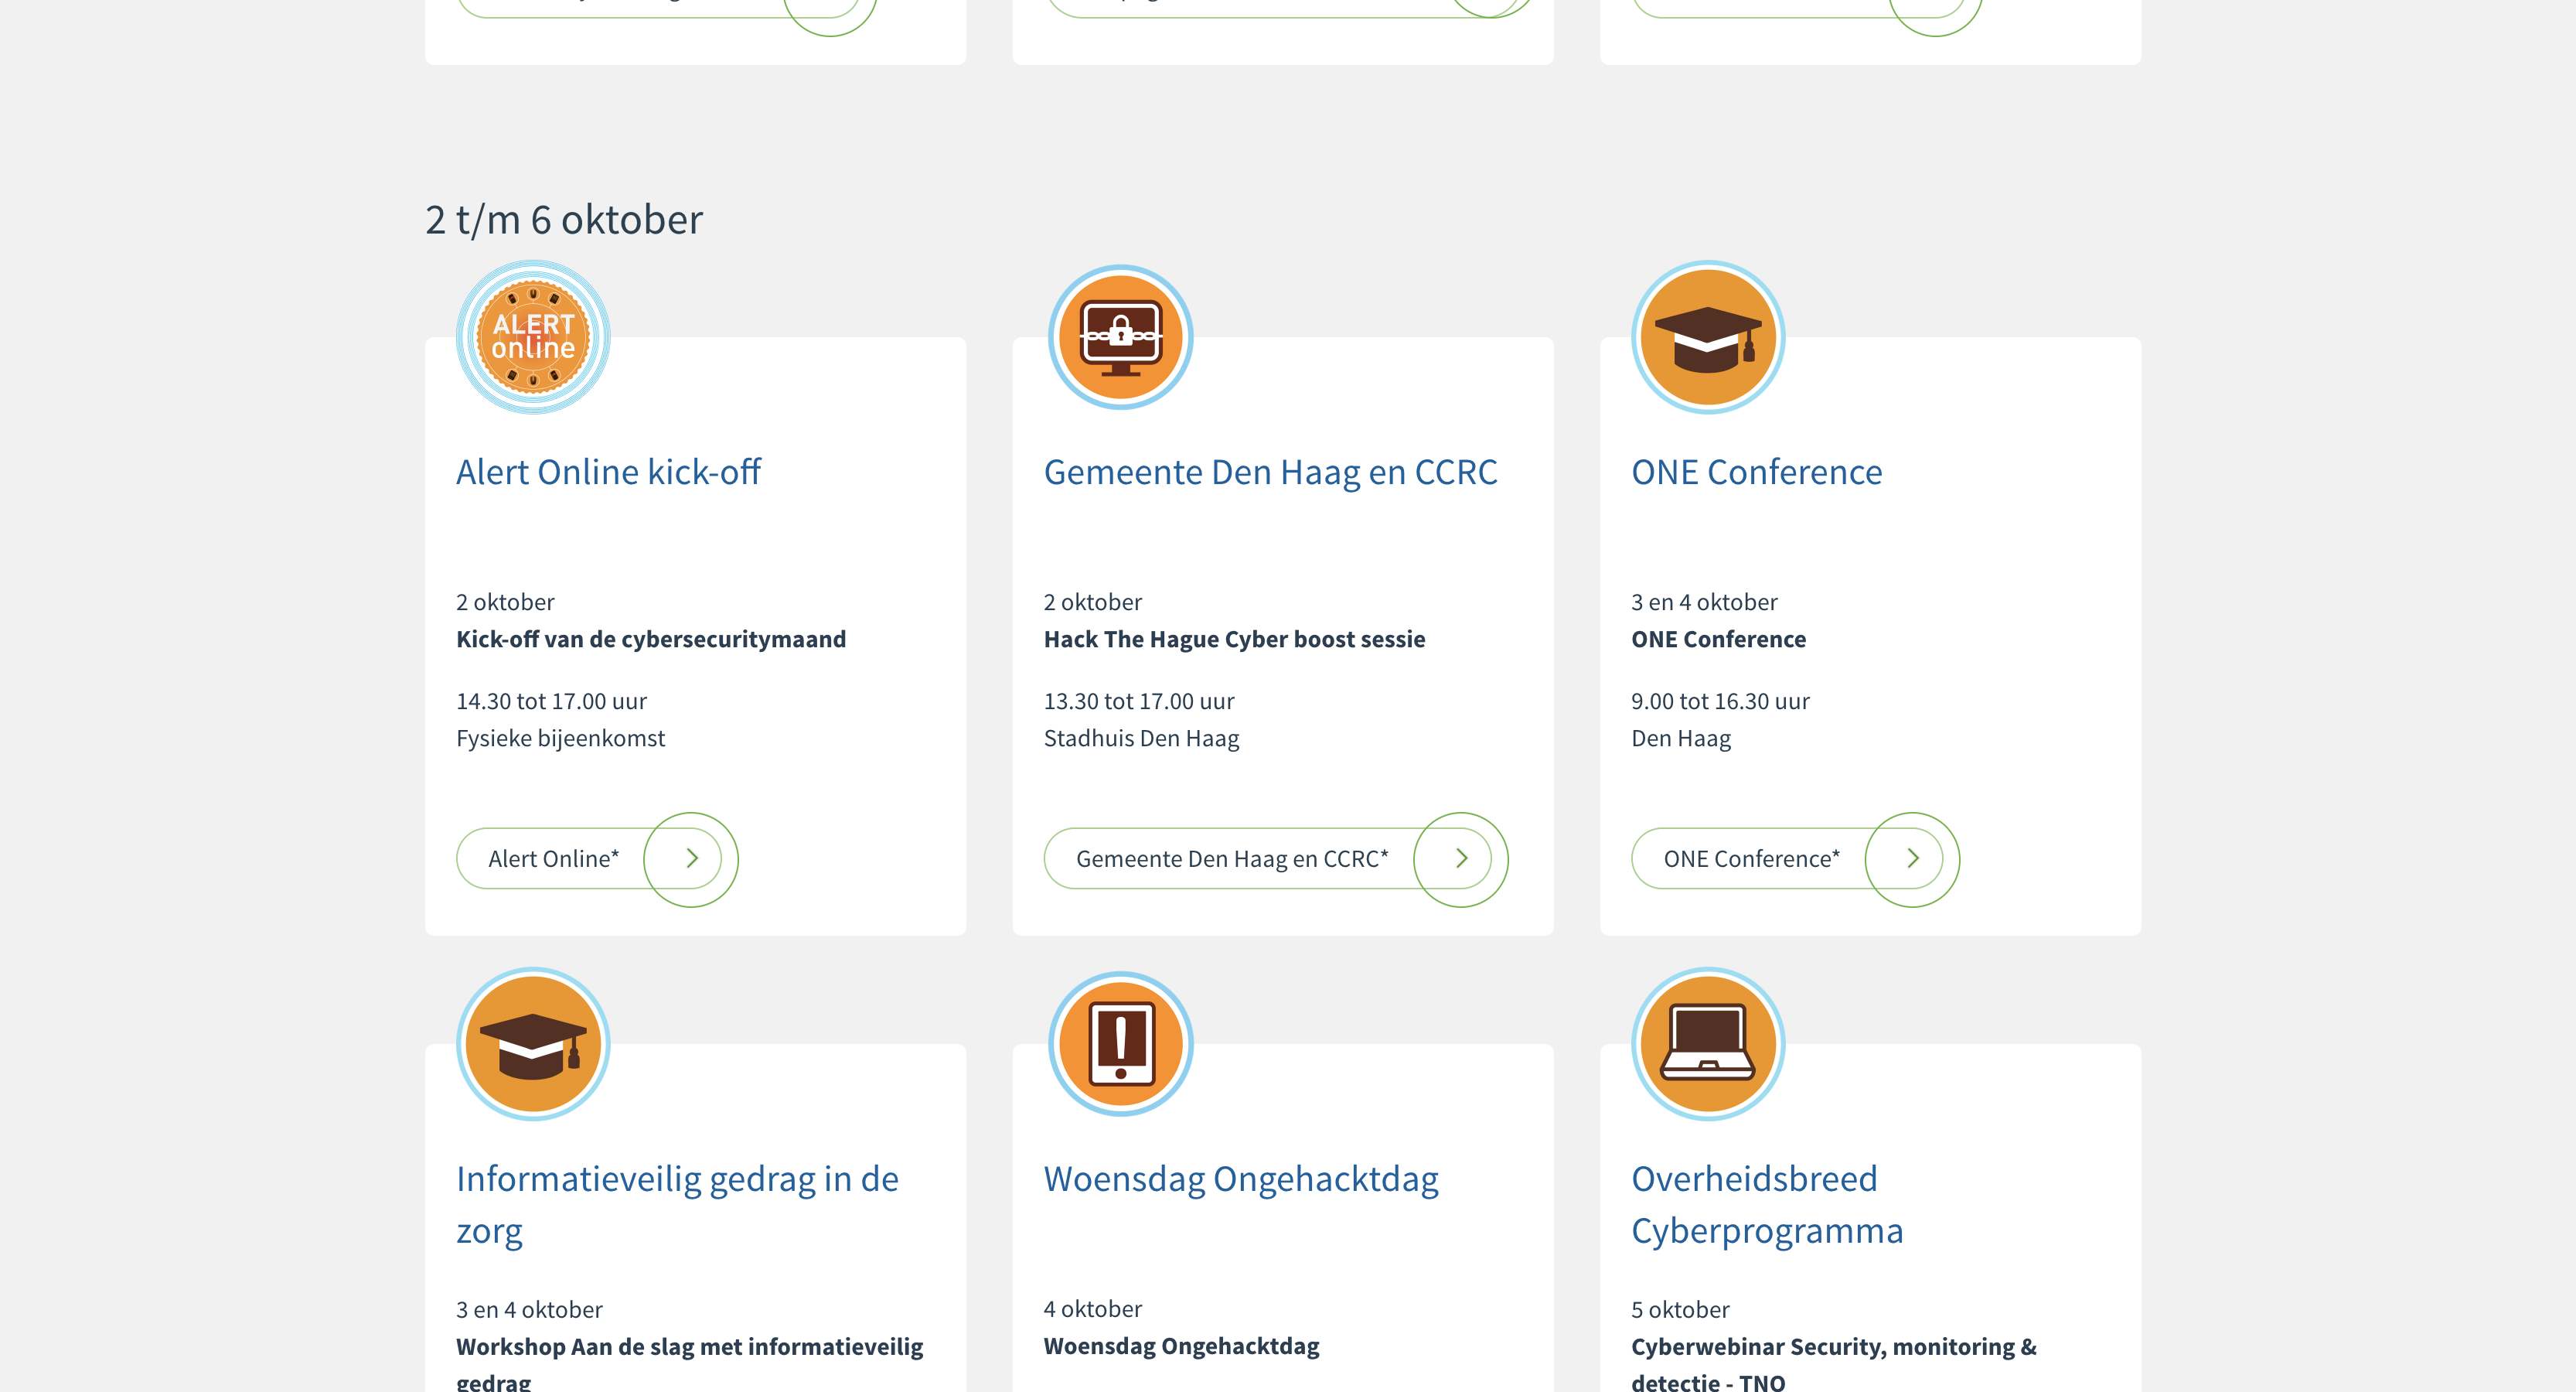 2 t/m 6 oktober
ALERT
online
Alert Online kick-off
2 oktober
Kick-off van de cybersecuritymaand
14.30 tot 17.00 uur
Fysieke bijeenkomst
Alert Online*
Gemeente Den Haag en CCRC
2 oktober
Hack The Hague Cyber boost sessie
13.30 tot 17.00 uur
Stadhuis Den Haag
Gemeente Den Haag en CCRC*
ONE Conference
3 en 4 oktober
ONE Conference
9.00 tot 16.30 uur
Den Haag
ONE Conference*
Informatieveilig gedrag in de
zorg
3 en 4 oktober
Workshop Aan de slag met informatieveilig
gedrag
Woensdag Ongehacktdag
4 oktober
Woensdag Ongehacktdag
Overheidsbreed
Cyberprogramma
5 oktober
Cyberwebinar Security, monitoring &
detectie - TNO